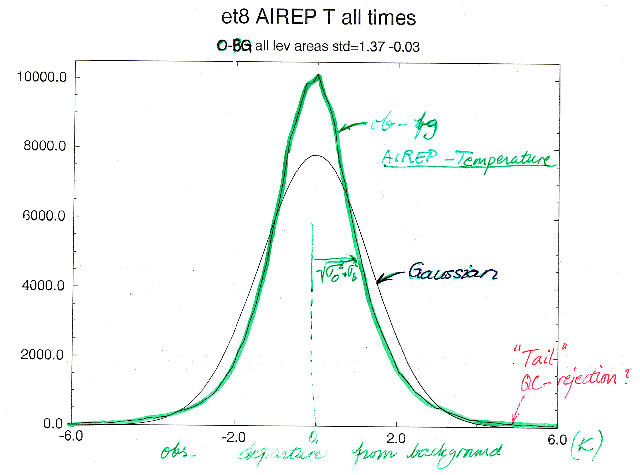 et8 AIREP T all times
O-BG all lev areas std=1.37 -0.03
10000.0
8000.0
6000.0
4000.0
2000.0
0.0
-6.0
-2.0
0.
2.0
6.0
(K)
ob-fg
AIREP-Temperature
√σo²+σb²
Gaussian
"Tail"
QC-rejection?
obs. departure from background